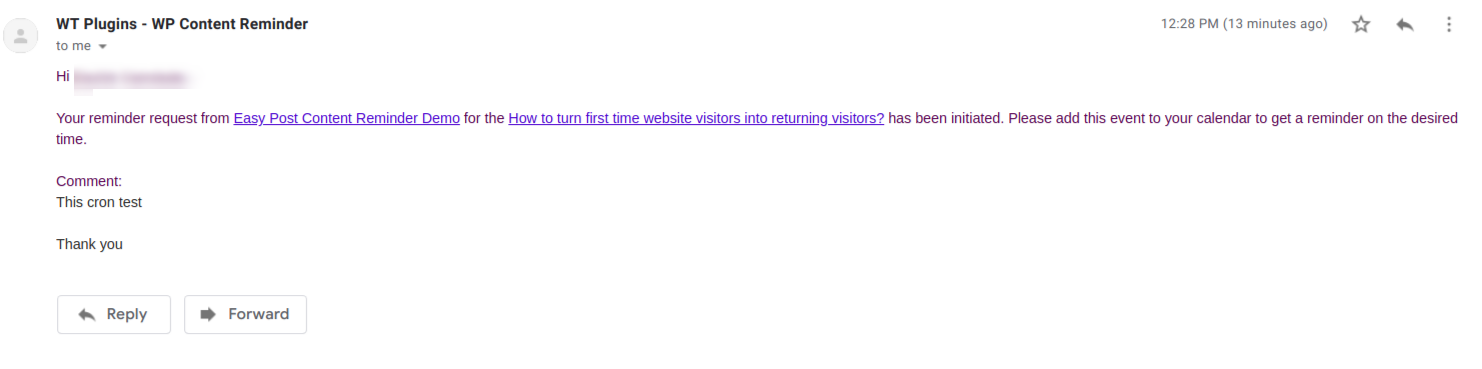 WT Plugins - WP Content Reminder
12:28 PM (13 minutes ago)
to me
Hi
Your reminder request from Easy Post Content Reminder Demo for the How to turn first time website visitors into returning visitors? has been initiated. Please add this event to your calendar to get a reminder on the desired
time.
Comment:
This cron test
Thank you
Reply
Forward